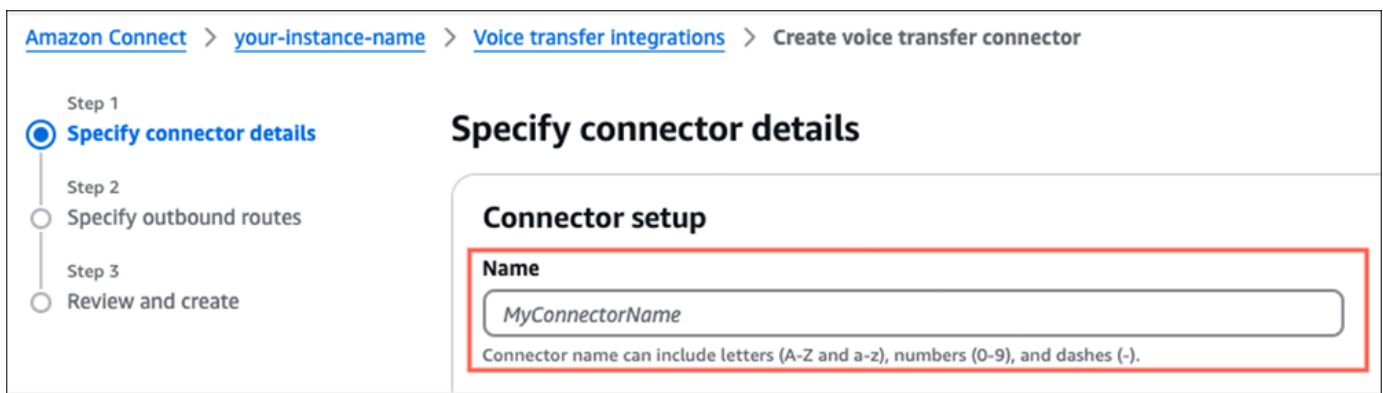 Amazon Connect > your-instance-name > Voice transfer integrations > Create voice transfer connector
Step 1
Specify connector details
Step 2
Specify outbound routes
Step 3
Review and create
Specify connector details
Connector setup
Name
MyConnectorName
Connector name can include letters (A-Z and a-z), numbers (0-9), and dashes (-).